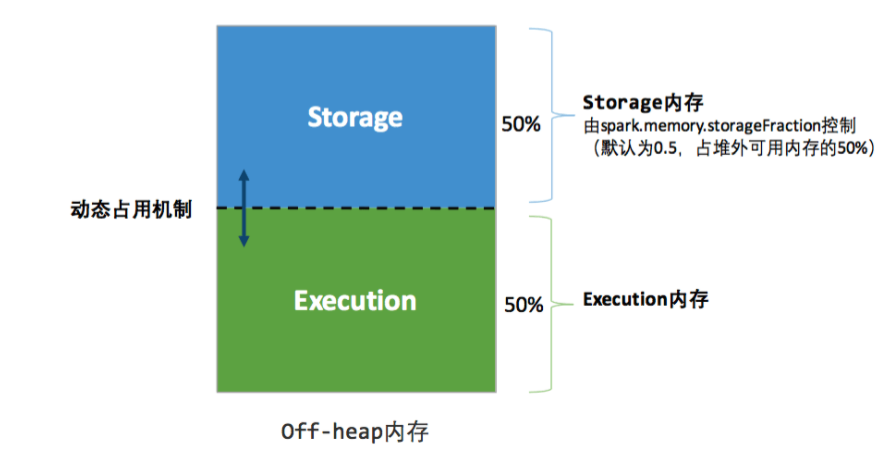 Storage
50%
Storage内存
由spark.memory.storageFraction控制
（默认为0.5，占堆外可用内存的50%）
动态占用机制
Execution
50%
Execution内存
Off-heap内存